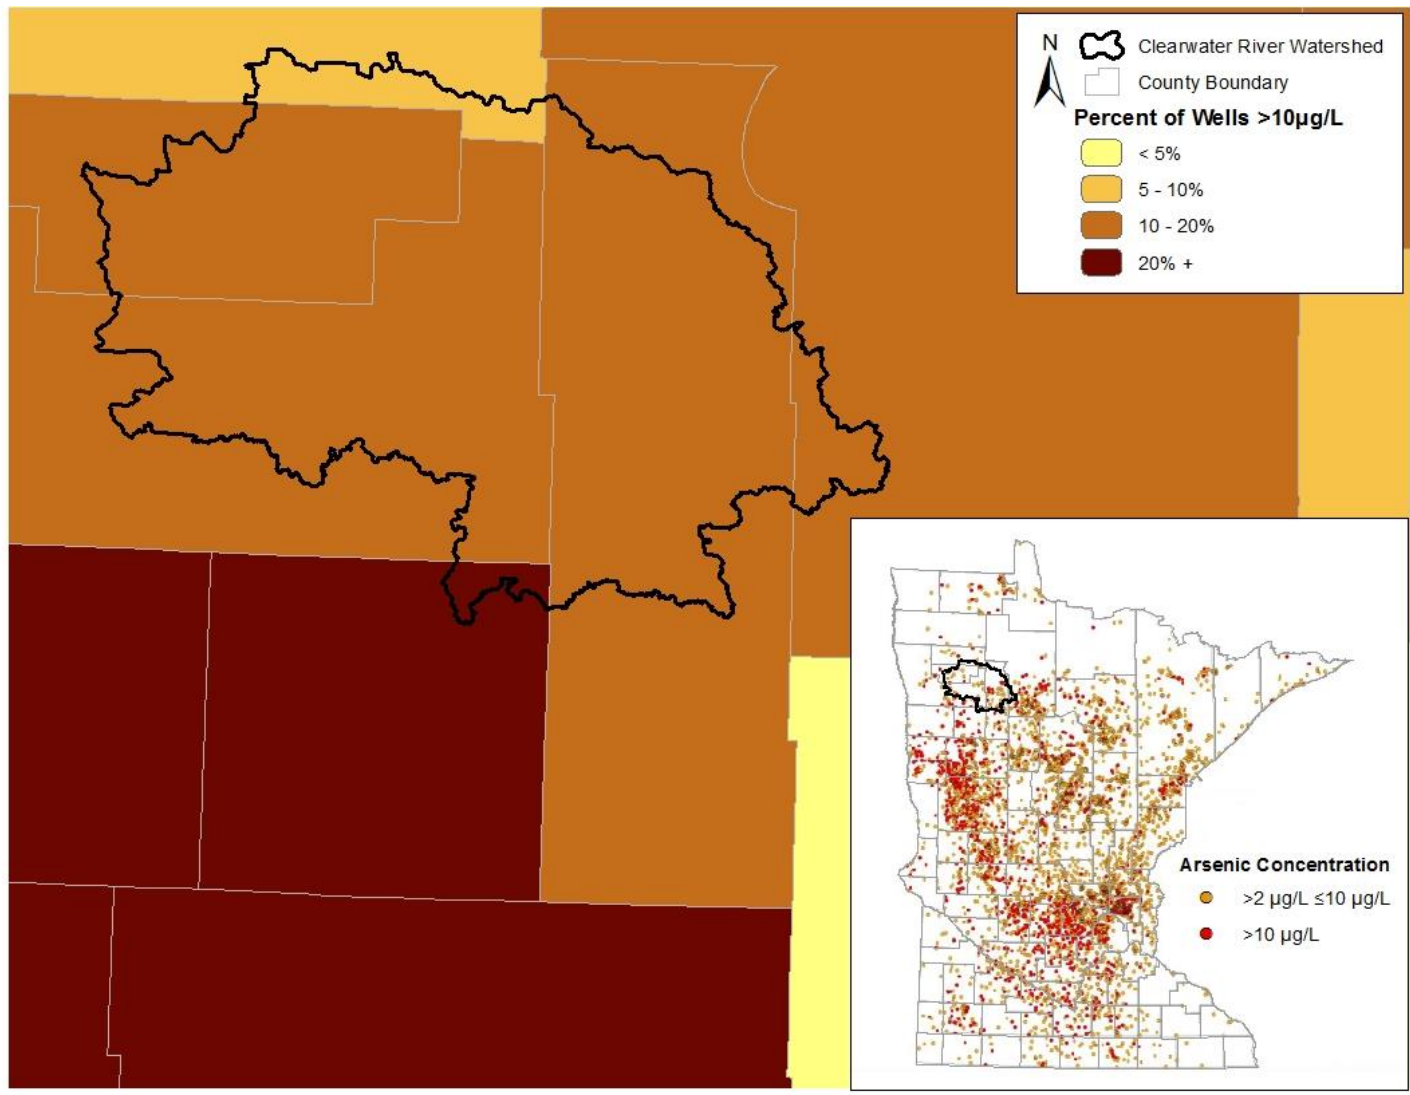 N
Clearwater River Watershed
County Boundary
Percent of Wells >10µg/L
< 5%
5 - 10%
10 - 20%
20% +
Arsenic Concentration
>2 µg/L ≤10 µg/L
>10 µg/L